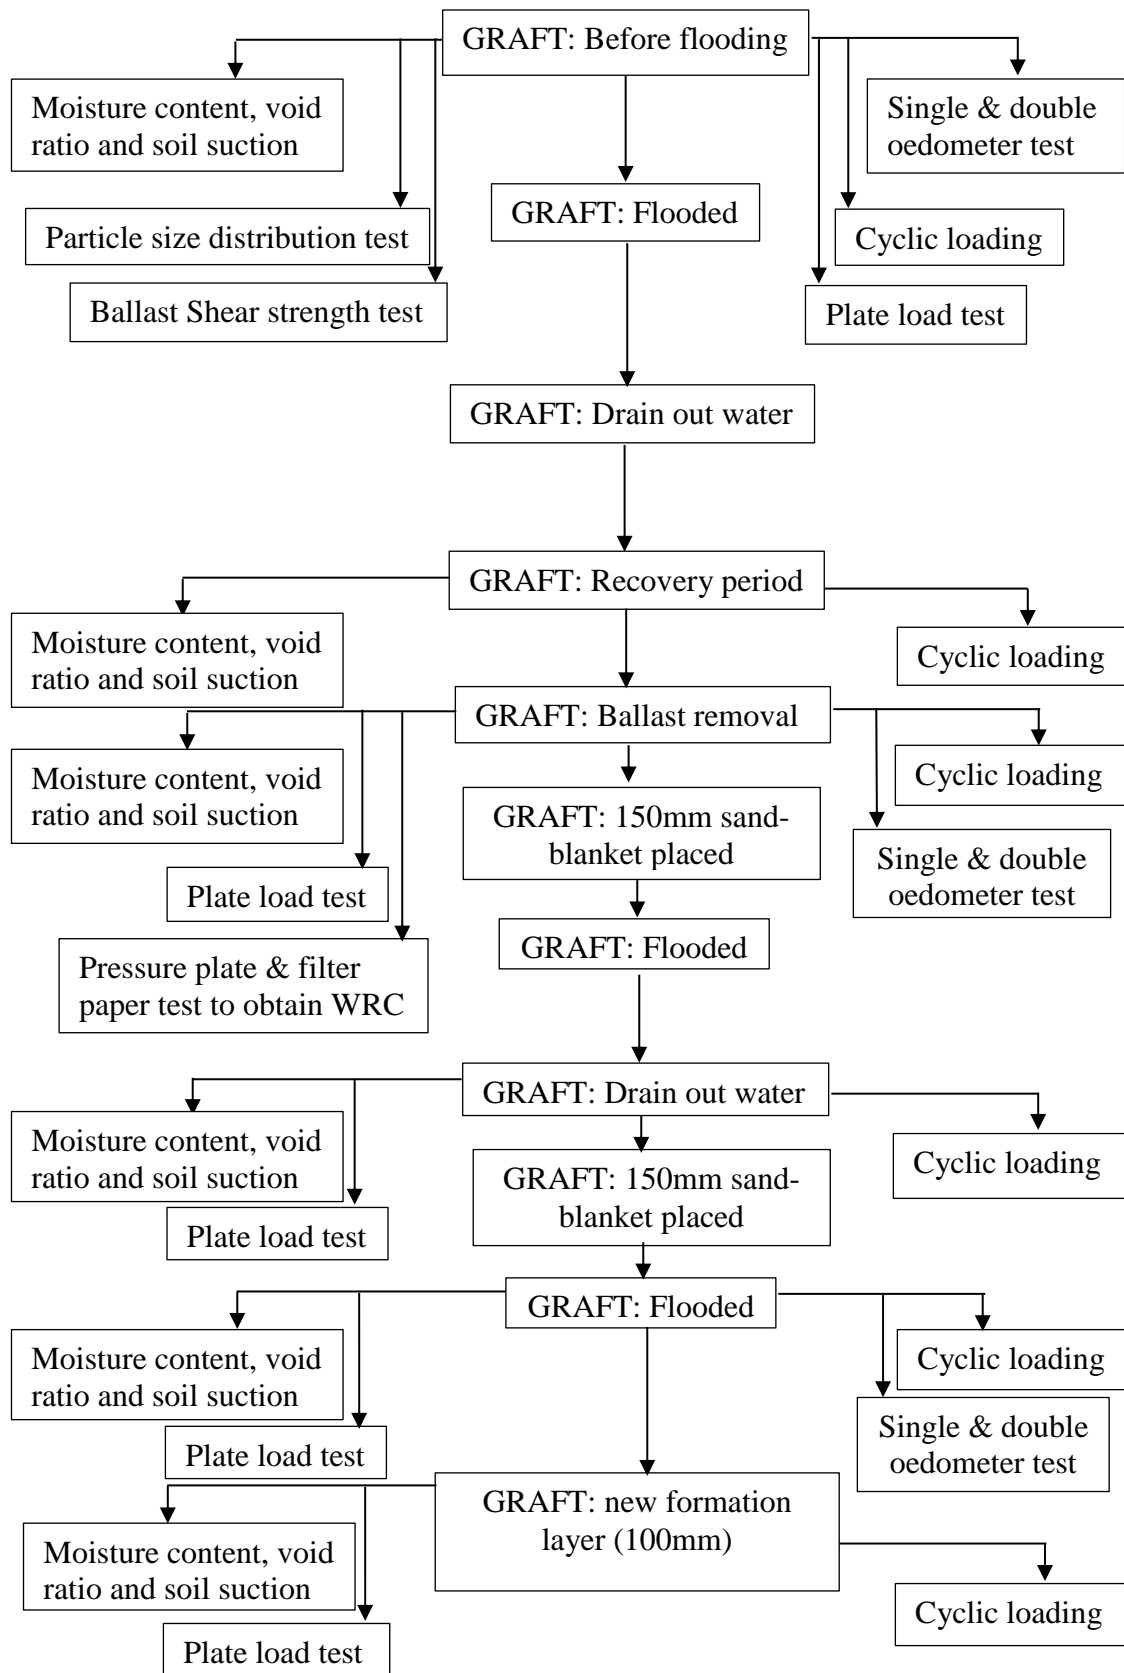 GRAFT: Before flooding
Moisture content, void
ratio and soil suction
Single & double
oedometer test
GRAFT: Flooded
Particle size distribution test
Cyclic loading
Ballast Shear strength test
Plate load test
GRAFT: Drain out water
GRAFT: Recovery period
Moisture content, void
ratio and soil suction
Cyclic loading
GRAFT: Ballast removal
Moisture content, void
ratio and soil suction
Cyclic loading
GRAFT: 150mm sand-
blanket placed
Plate load test
Single & double
oedometer test
GRAFT: Flooded
Pressure plate & filter
paper test to obtain WRC
GRAFT: Drain out water
Moisture content, void
ratio and soil suction
Cyclic loading
GRAFT: 150mm sand-
blanket placed
Plate load test
GRAFT: Flooded
Moisture content, void
ratio and soil suction
Cyclic loading
Plate load test
Single & double
oedometer test
GRAFT: new formation
layer (100mm)
Moisture content, void
ratio and soil suction
Cyclic loading
Plate load test